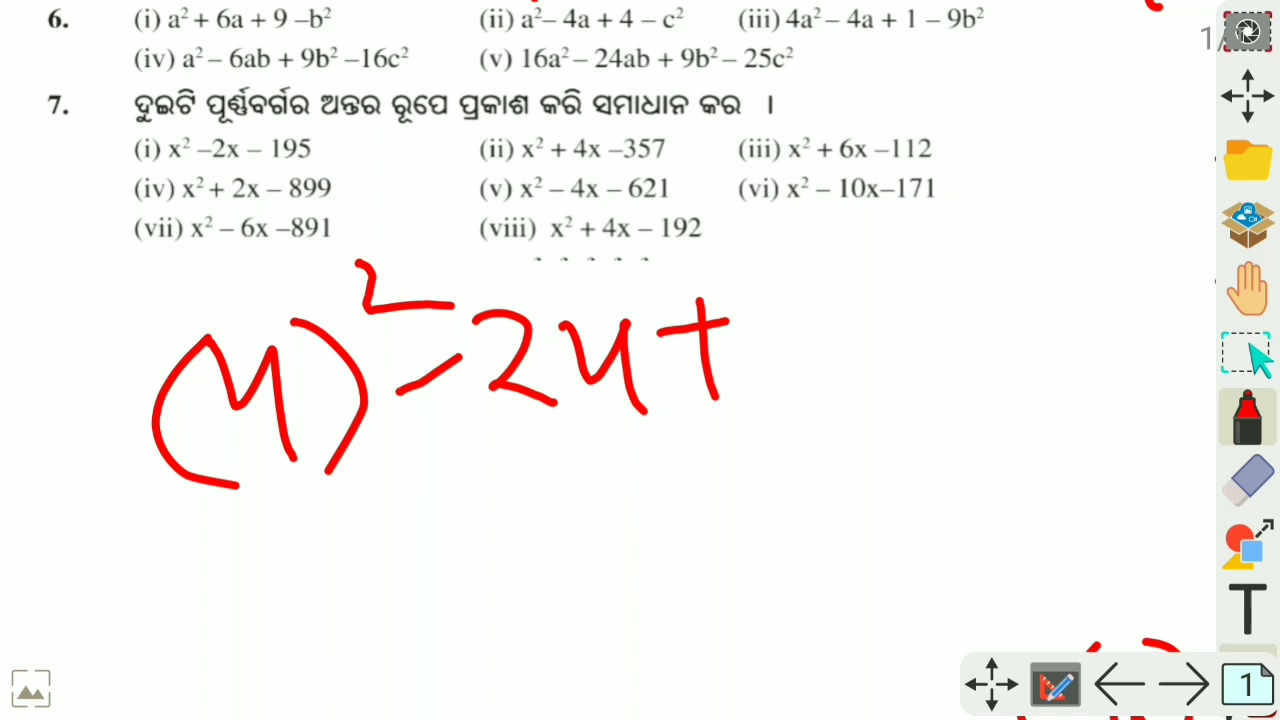 6. (i) a² + 6a + 9 –b² (ii) a²– 4a + 4 – c² (iii) 4a² – 4a + 1 – 9b²
(iv) a² – 6ab + 9b² –16c² (v) 16a² – 24ab + 9b² – 25c²
7. ଦୁଇଟି ପୂର୍ଣ୍ଣବର୍ଗର ଅନ୍ତର ରୂପେ ପ୍ରକାଶ କରି ସମାଧାନ କର ।
(i) x² –2x – 195 (ii) x² + 4x –357 (iii) x² + 6x –112
(iv) x² + 2x – 899 (v) x² – 4x – 621 (vi) x² – 10x–171
(vii) x² – 6x –891 (viii) x² + 4x – 192
(x)² – 2x +
1/
T
1